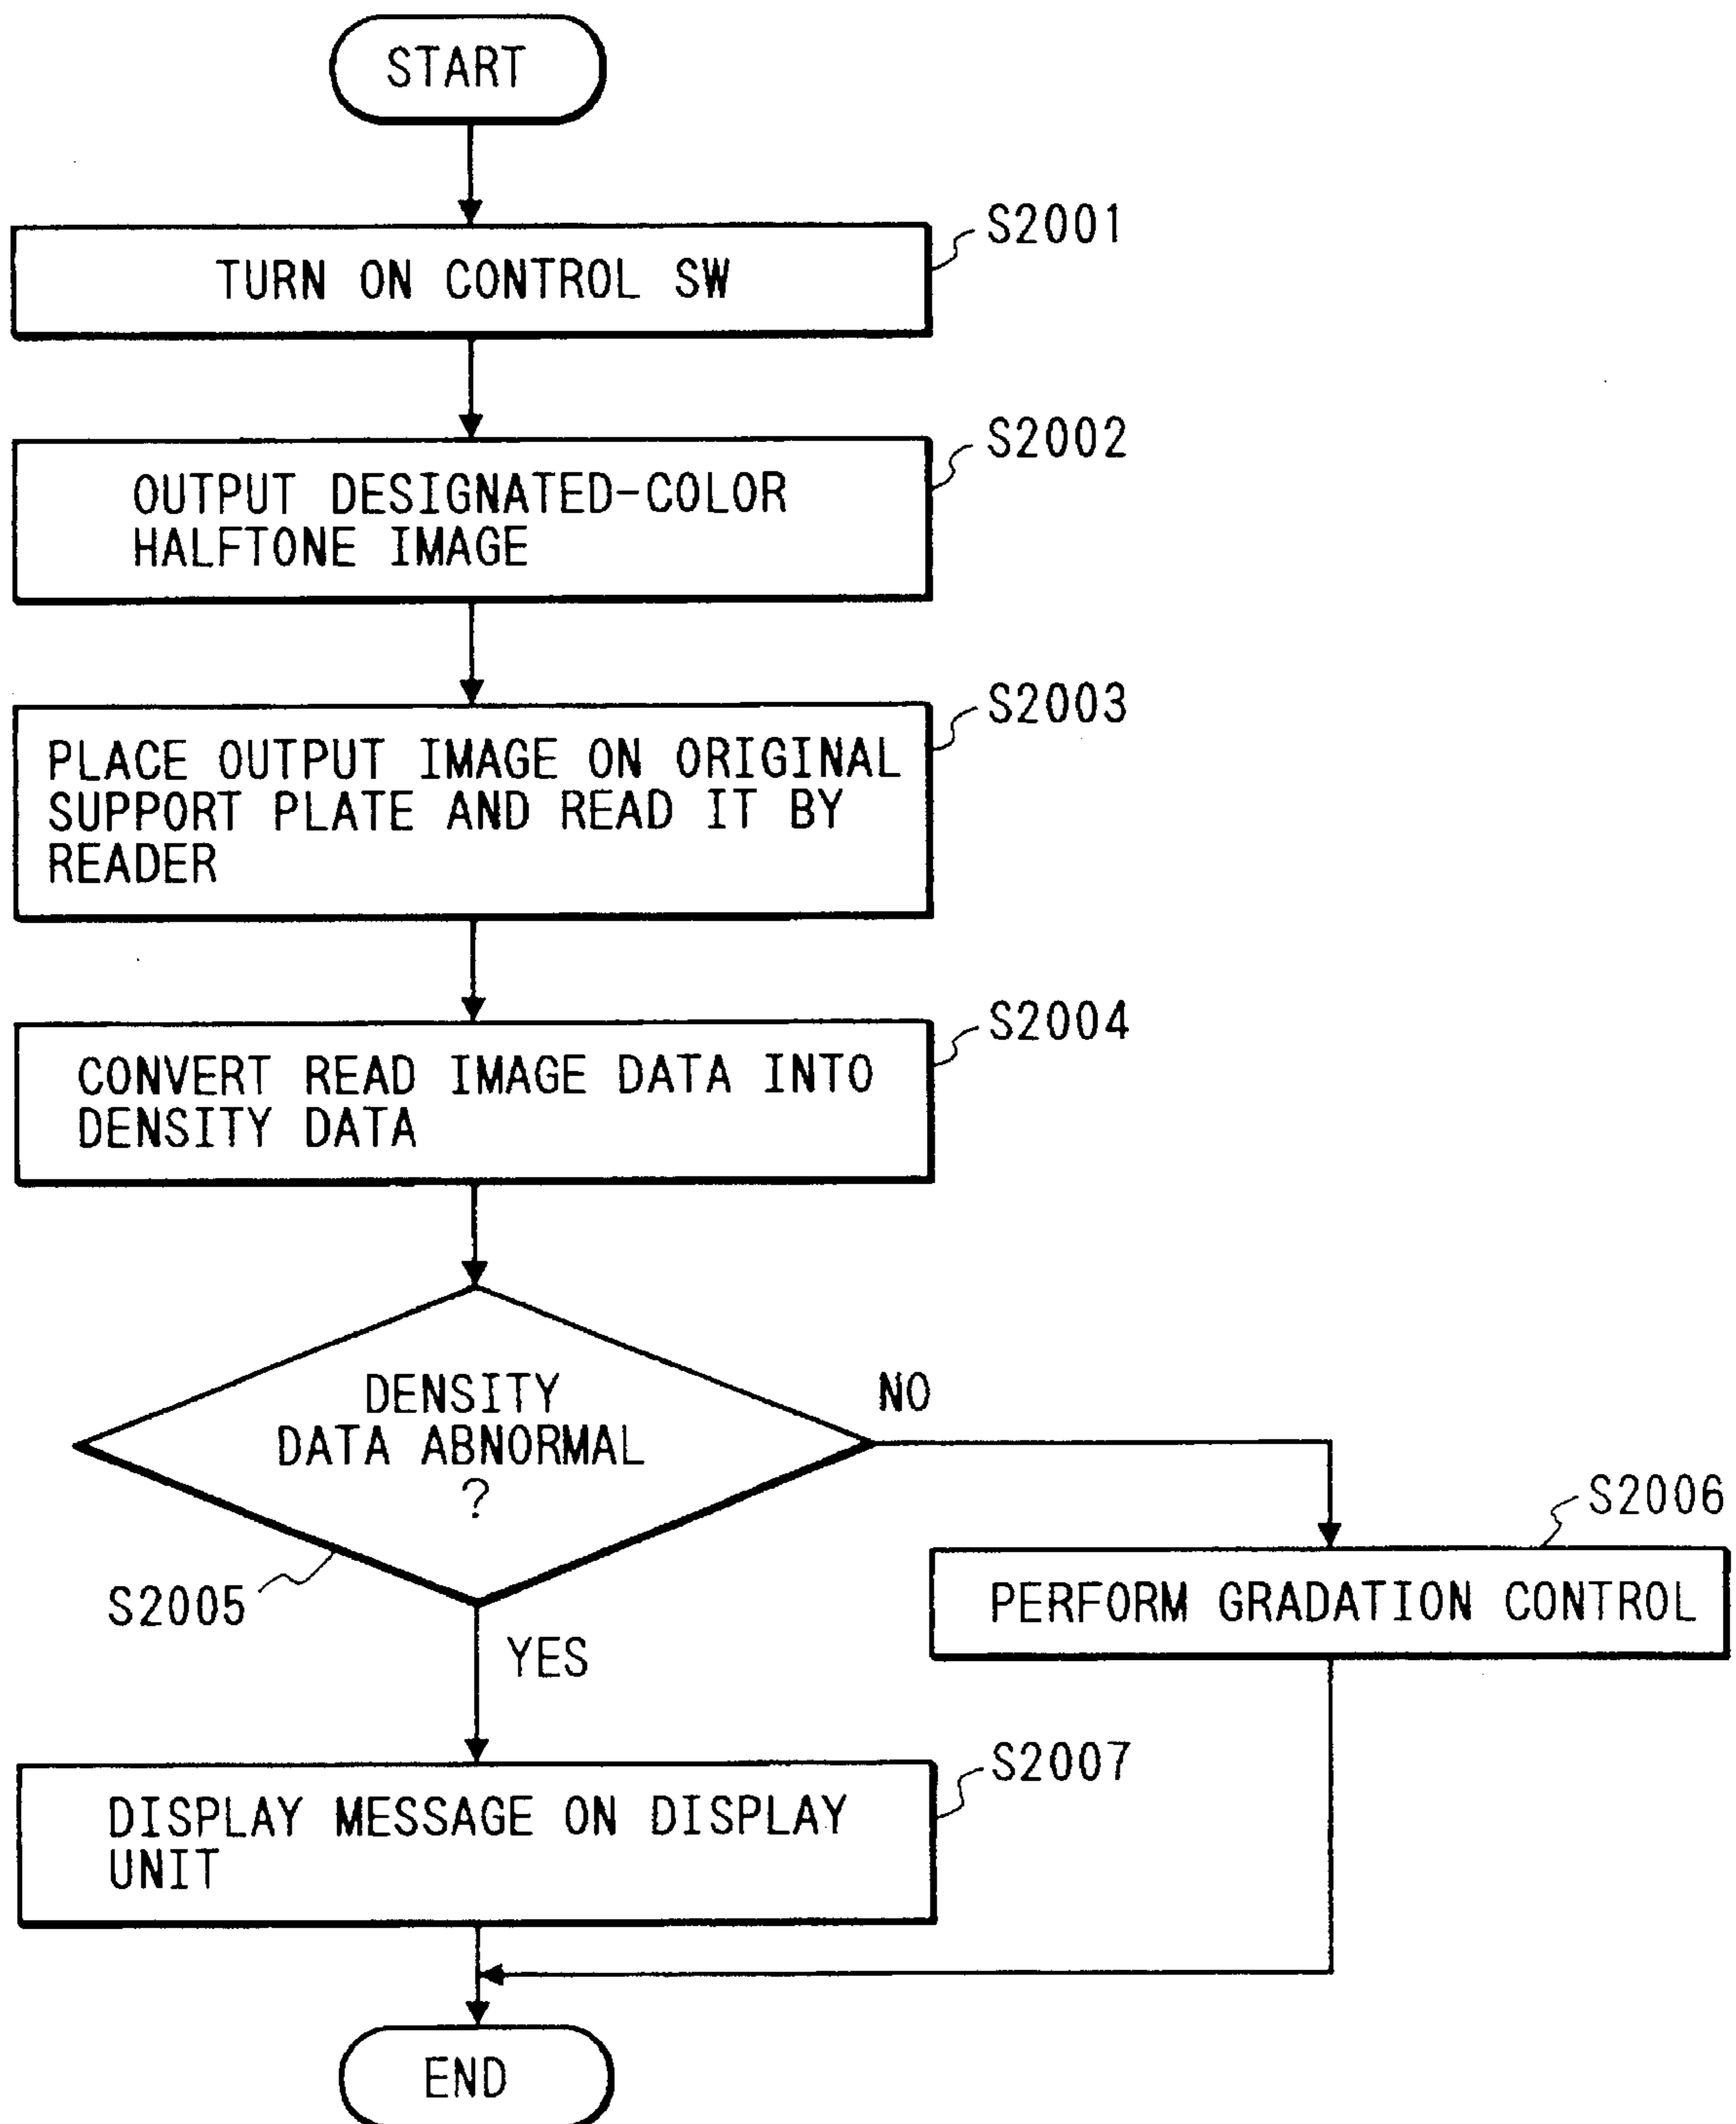 START
S2001
TURN ON CONTROL SW
S2002
OUTPUT DESIGNATED-COLOR
HALFTONE IMAGE
S2003
PLACE OUTPUT IMAGE ON ORIGINAL
SUPPORT PLATE AND READ IT BY
READER
S2004
CONVERT READ IMAGE DATA INTO
DENSITY DATA
DENSITY
DATA ABNORMAL
?
NO
S2005
YES
S2006
PERFORM GRADATION CONTROL
S2007
DISPLAY MESSAGE ON DISPLAY
UNIT
END